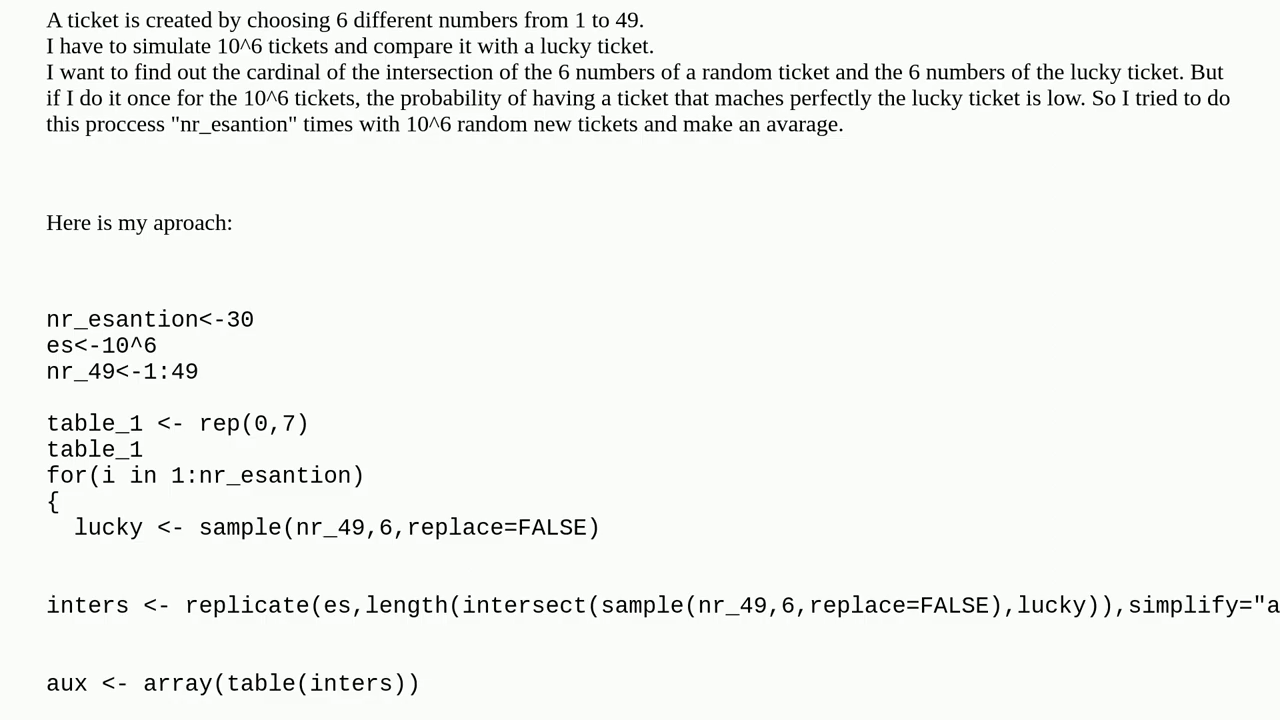 A ticket is created by choosing 6 different numbers from 1 to 49.
I have to simulate 10^6 tickets and compare it with a lucky ticket.
I want to find out the cardinal of the intersection of the 6 numbers of a random ticket and the 6 numbers of the lucky ticket. But
if I do it once for the 10^6 tickets, the probability of having a ticket that maches perfectly the lucky ticket is low. So I tried to do
this proccess "nr_esantion" times with 10^6 random new tickets and make an avarage.
Here is my aproach:
nr_esantion<-30
es<-10^6
nr_49<-1:49
table_1 <- rep(0,7)
table_1
for(i in 1:nr_esantion)
{
  lucky <- sample(nr_49,6,replace=FALSE)
inters <- replicate(es,length(intersect(sample(nr_49,6,replace=FALSE),lucky)),simplify="a
aux <- array(table(inters))